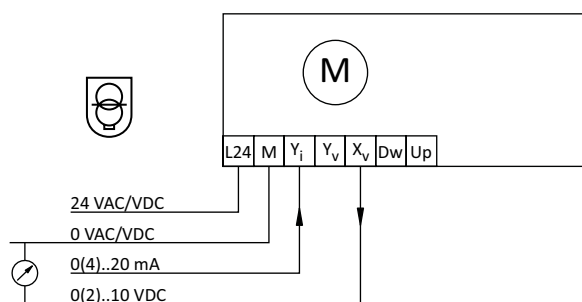 M
L24 M Yi Yv Xv Dw Up
24 VAC/VDC
0 VAC/VDC
0(4)..20 mA
0(2)..10 VDC